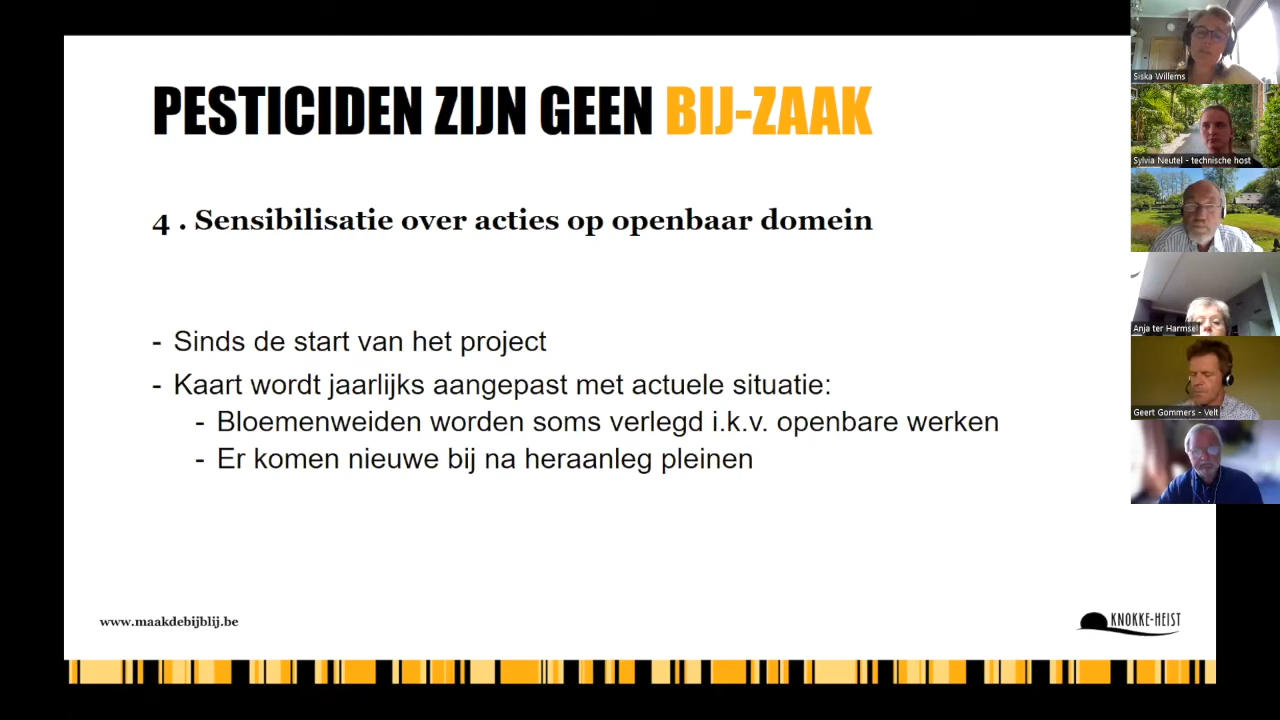 PESTICIDEN ZIJN GEEN BIJ-ZAAK
4 . Sensibilisatie over acties op openbaar domein
- Sinds de start van het project
- Kaart wordt jaarlijks aangepast met actuele situatie:
- Bloemenweiden worden soms verlegd i.k.v. openbare werken
- Er komen nieuwe bij na heraanleg pleinen
www.maakdebijblij.be
KNOKKE-HEIST
Siska Willems
Sylvia Neutel - technische host
Anja ter Harmsel
Geert Gommers - Velt